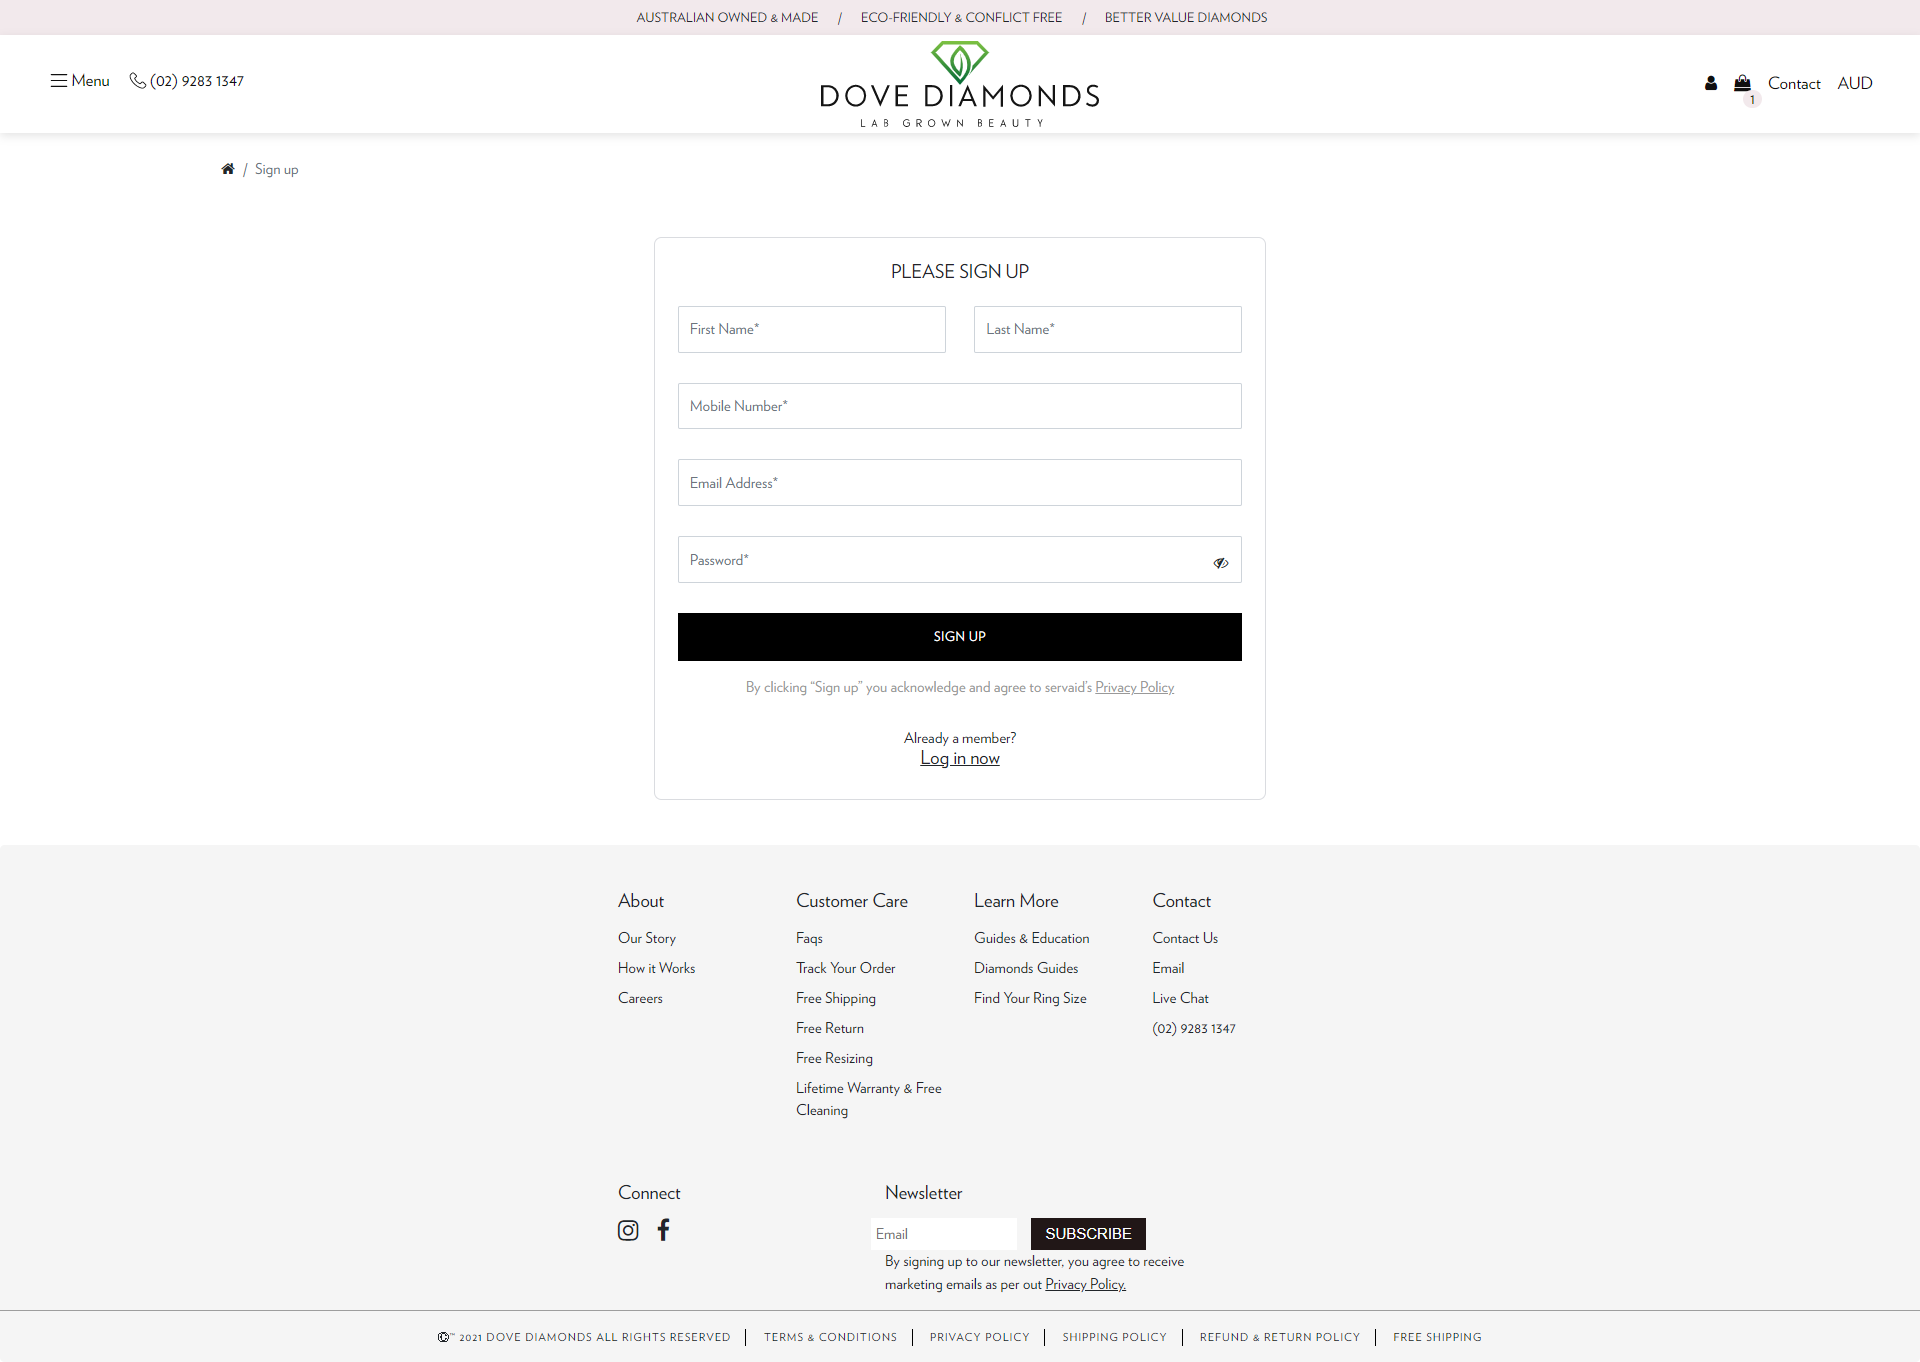 AUSTRALIAN OWNED & MADE / ECO-FRIENDLY & CONFLICT FREE / BETTER VALUE DIAMONDS
Menu (02) 9283 1347
DOVE DIAMONDS
LAB GROWN BEAUTY
1 Contact AUD
/ Sign up
PLEASE SIGN UP
First Name* Last Name*
Mobile Number*
Email Address*
Password*
SIGN UP
By clicking “Sign up” you acknowledge and agree to servaid's Privacy Policy
Already a member?
Log in now
About
Our Story
How it Works
Careers
Customer Care
Faqs
Track Your Order
Free Shipping
Free Return
Free Resizing
Lifetime Warranty & Free
Cleaning
Learn More
Guides & Education
Diamonds Guides
Find Your Ring Size
Contact
Contact Us
Email
Live Chat
(02) 9283 1347
Connect
Newsletter
Email SUBSCRIBE
By signing up to our newsletter, you agree to receive
marketing emails as per out Privacy Policy.
©™ 2021 DOVE DIAMONDS ALL RIGHTS RESERVED | TERMS & CONDITIONS | PRIVACY POLICY | SHIPPING POLICY | REFUND & RETURN POLICY | FREE SHIPPING